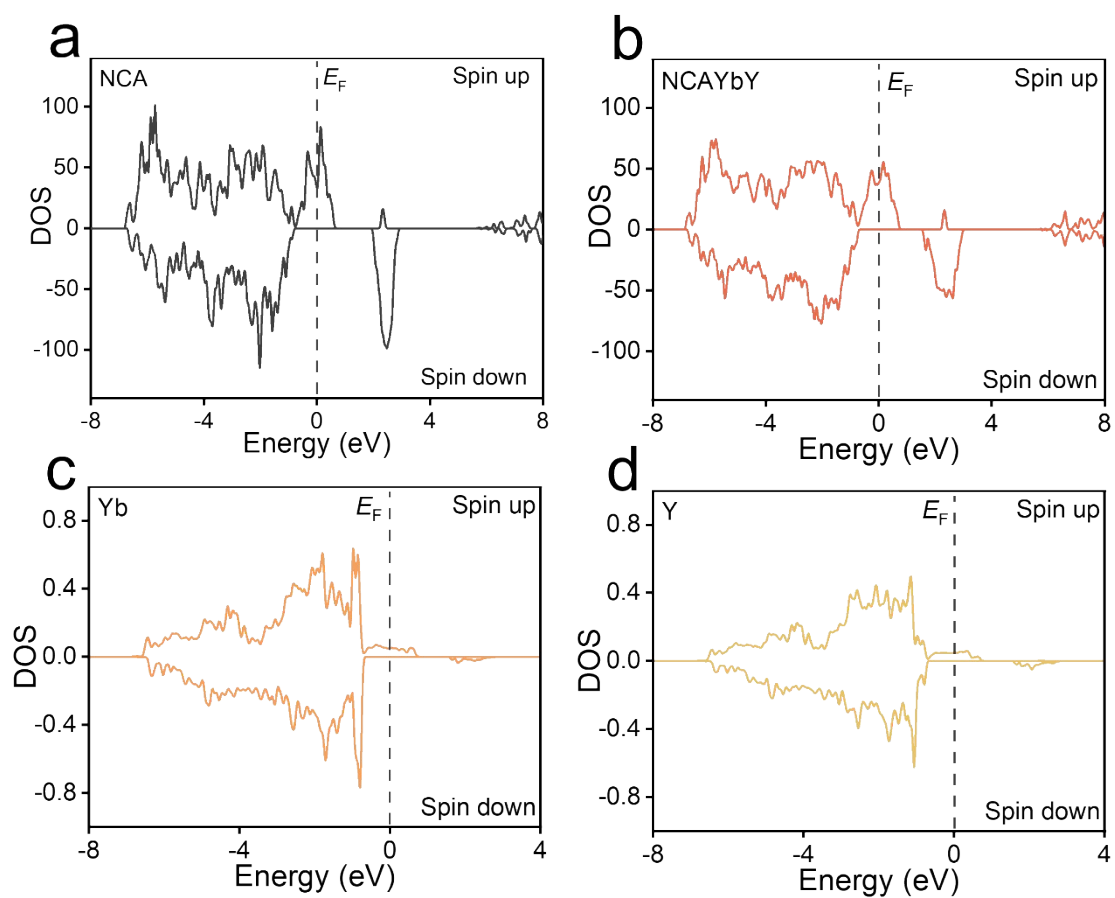 a
NCA
E_F
Spin up
100
50
0
-50
-100
DOS
Spin down
-8
-4
0
4
8
Energy (eV)
b
NCAYbY
E_F
Spin up
100
50
0
-50
-100
DOS
Spin down
-8
-4
0
4
8
Energy (eV)
c
Yb
E_F
Spin up
0.8
0.4
0.0
-0.4
-0.8
DOS
Spin down
-8
-4
0
4
Energy (eV)
d
Y
E_F
Spin up
0.8
0.4
0.0
-0.4
-0.8
DOS
Spin down
-8
-4
0
4
Energy (eV)